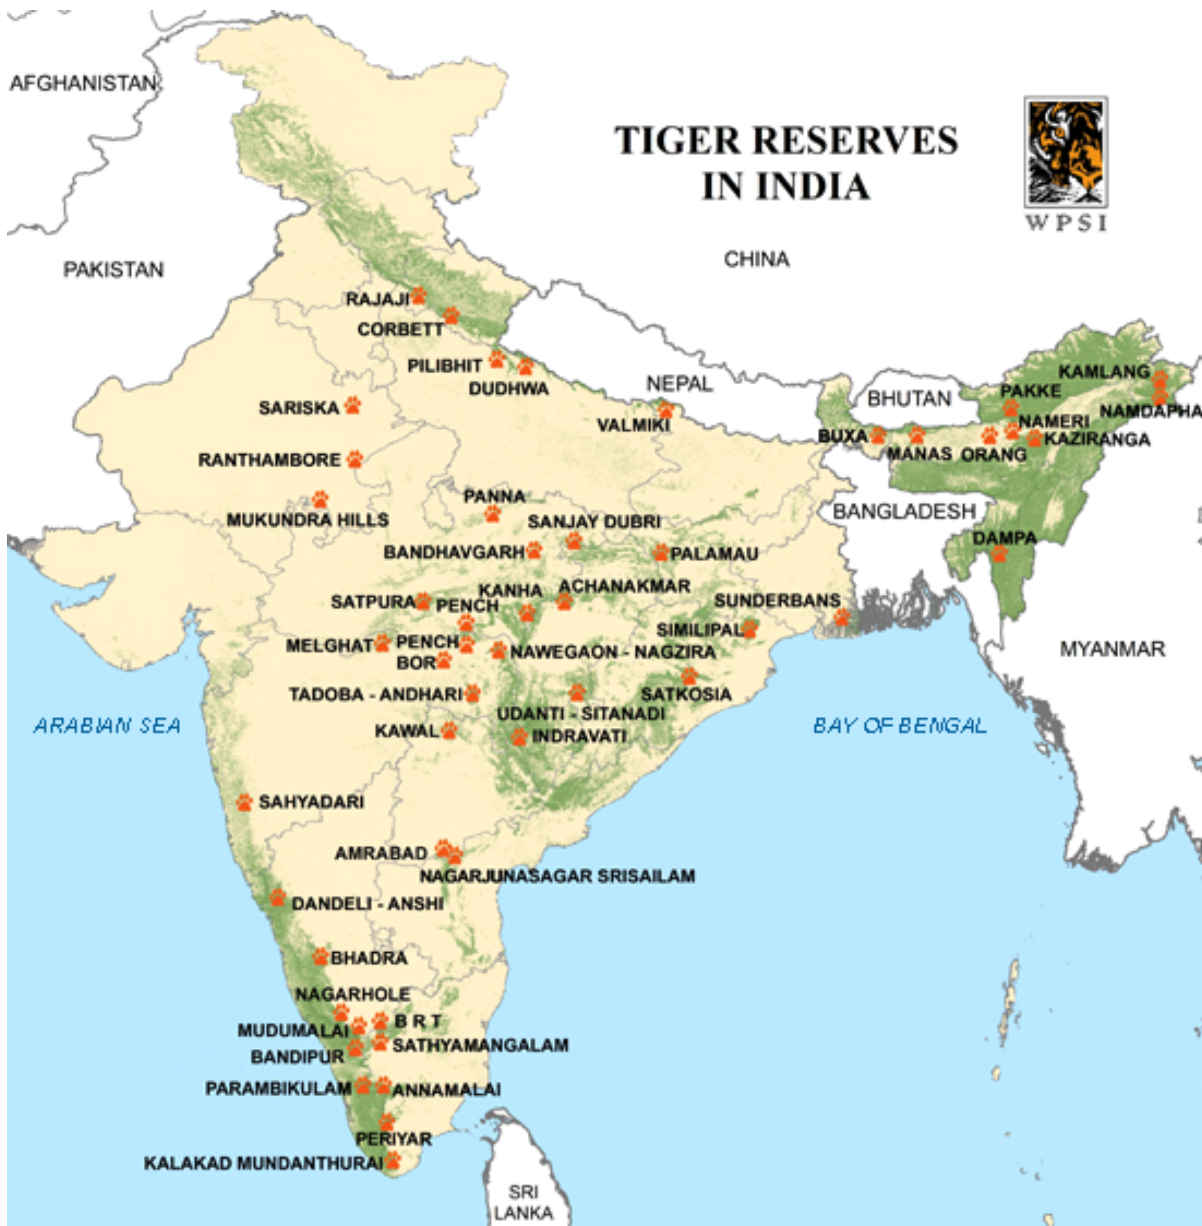 AFGHANISTAN
TIGER RESERVES
IN INDIA
WPSI
PAKISTAN
CHINA
RAJAJI
CORBETT
PILIBHIT
DUDHWA
NEPAL
BHUTAN
KAMLANG
PAKKE
NAMDAPHA
SARISKA
VALMIKI
BUXA
MANAS
ORANG
NAMERI
KAZIRANGA
RANTHAMBORE
MUKUNDRA HILLS
PANNA
SANJAY DUBRI
BANGLADESH
DAMPA
BANDHAVGARH
PALAMAU
SATPURA
PENCH
KANHA
ACHANAKMAR
SUNDERBANS
SIMILIPAL
MELGHAT
PENCH
BOR
NAWEGAON - NAGZIRA
MYANMAR
TADOBA - ANDHARI
SATKOSIA
UDANTI - SITANADI
ARABIAN SEA
KAWAL
INDRAVATI
BAY OF BENGAL
SAHYADARI
AMRABAD
NAGARJUNASAGAR SRISAILAM
DANDELI - ANSHI
BHADRA
NAGARHOLE
B R T
MUDUMALAI
SATHYAMANGALAM
BANDIPUR
PARAMBIKULAM
ANNAMALAI
PERIYAR
KALAKAD MUNDANTHURAI
SRI
LANKA